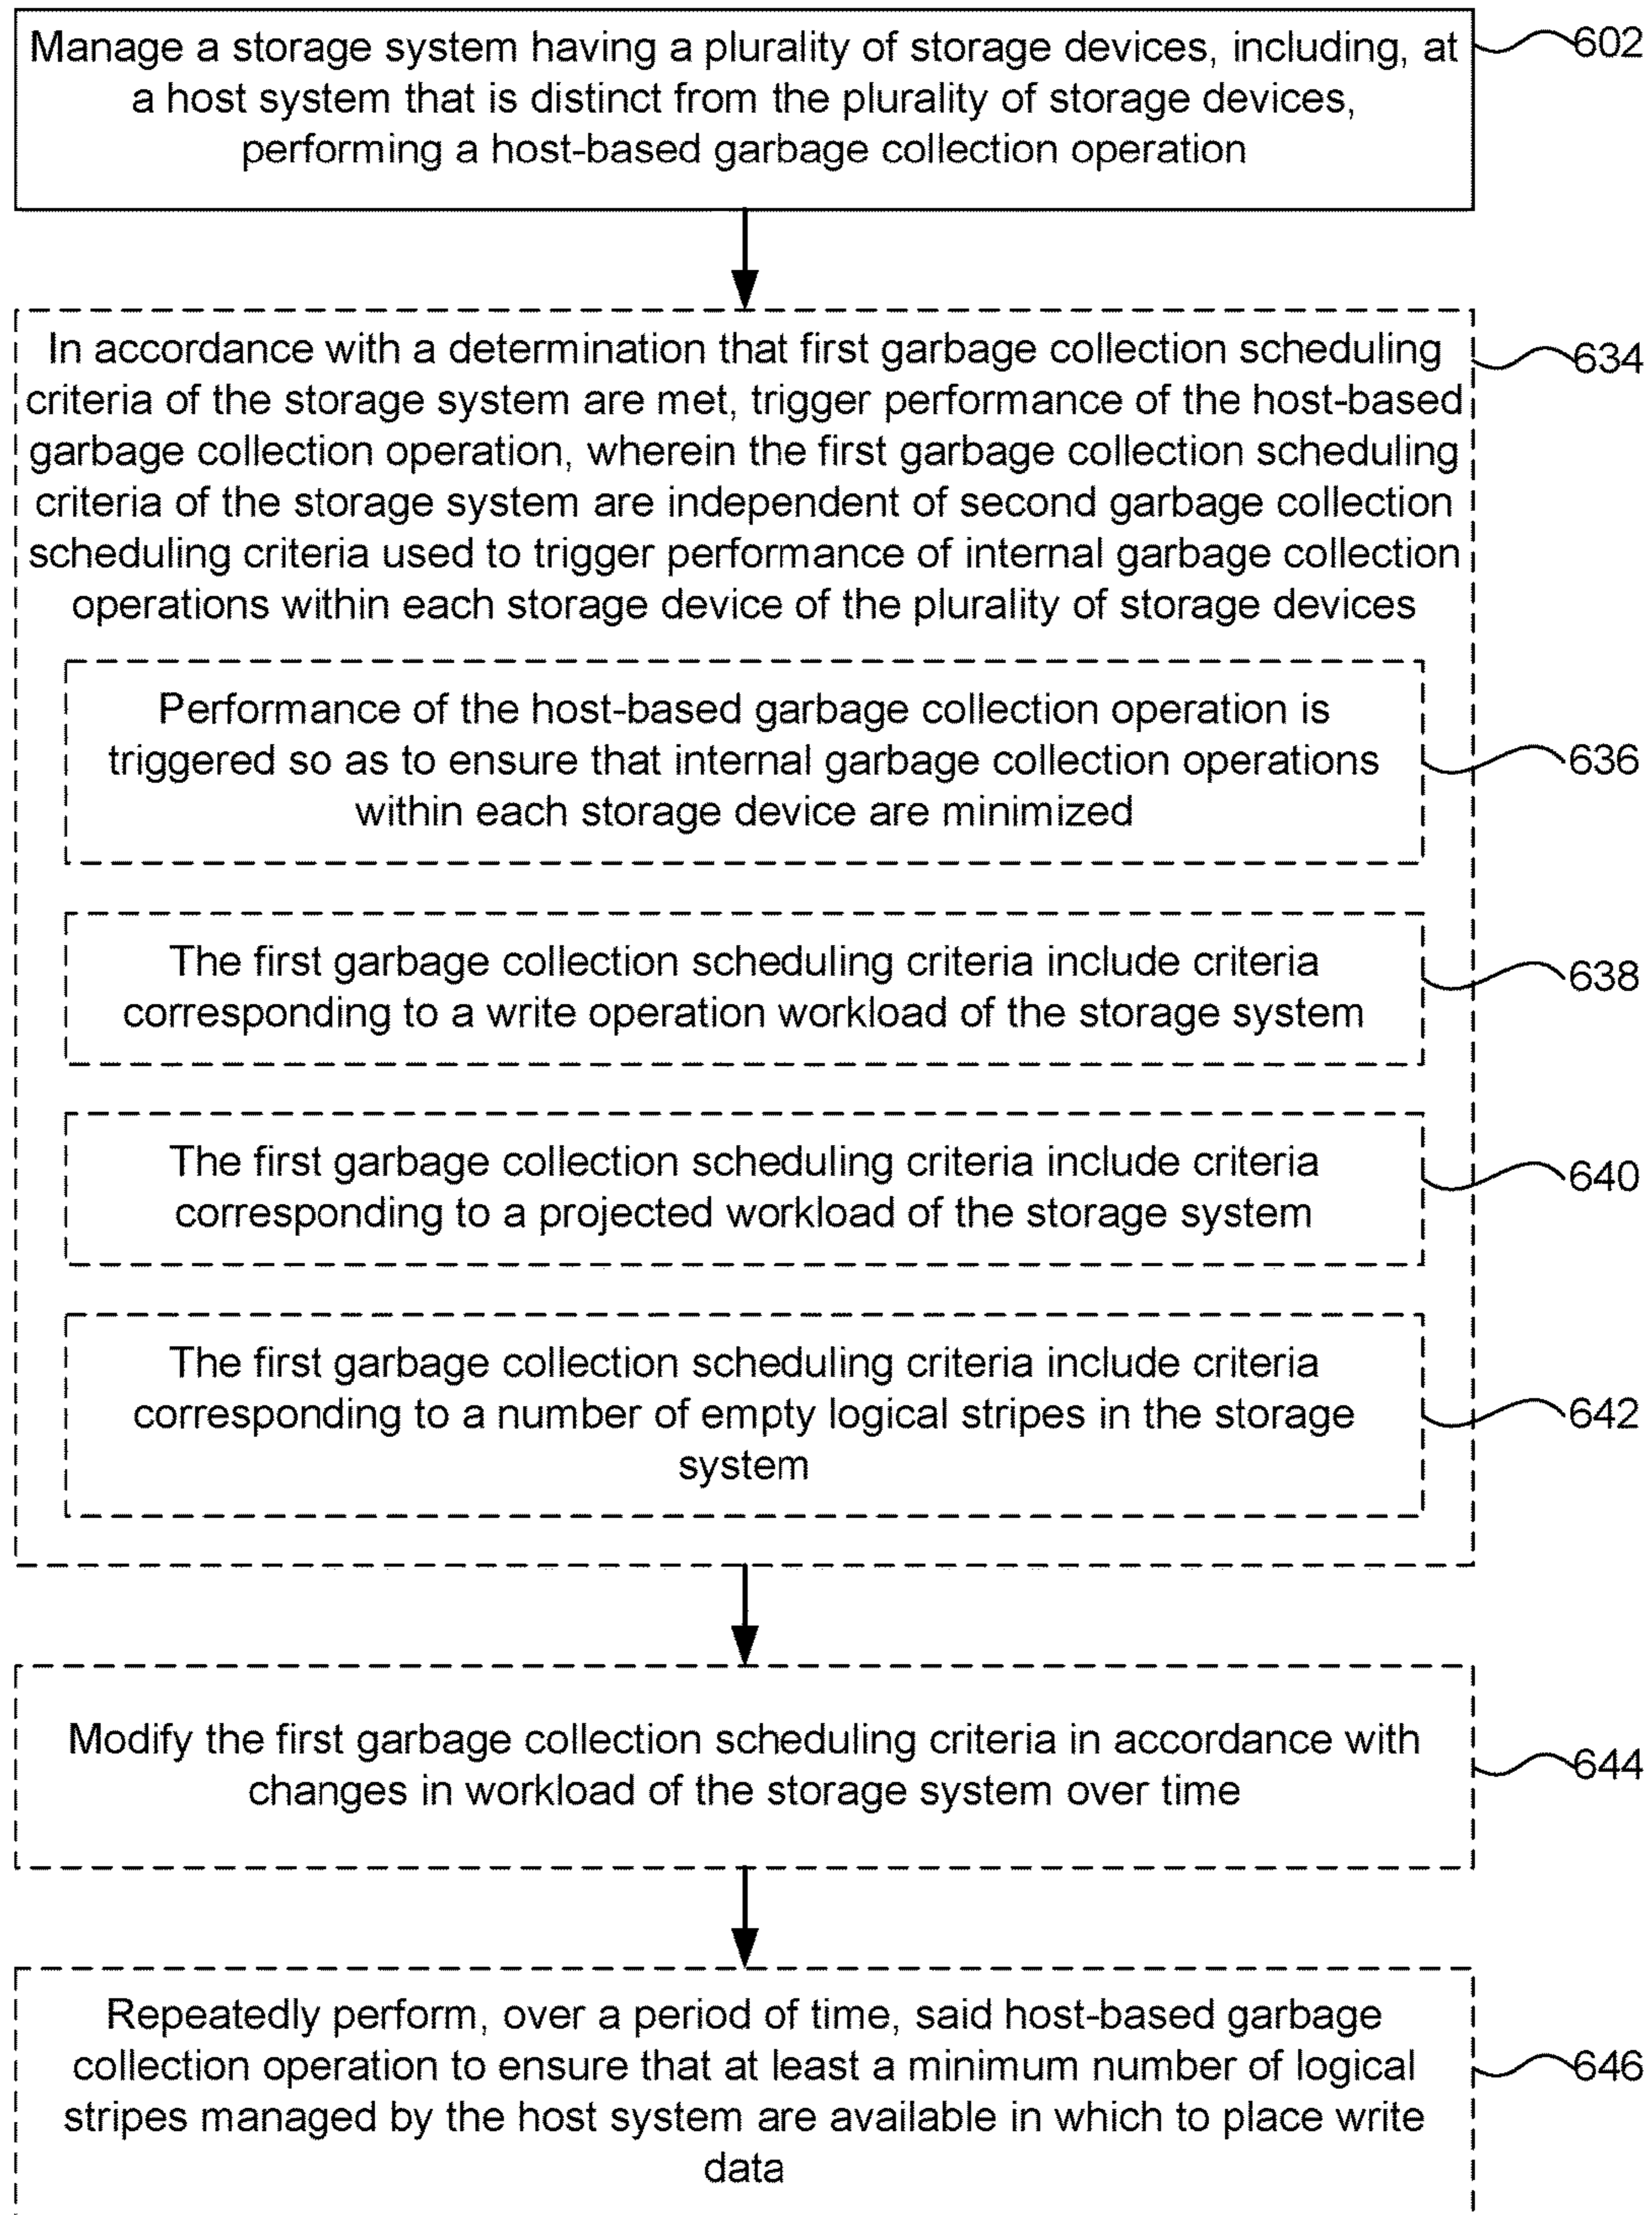 Manage a storage system having a plurality of storage devices, including, at
a host system that is distinct from the plurality of storage devices,
performing a host-based garbage collection operation
602
In accordance with a determination that first garbage collection scheduling
criteria of the storage system are met, trigger performance of the host-based
garbage collection operation, wherein the first garbage collection scheduling
criteria of the storage system are independent of second garbage collection
scheduling criteria used to trigger performance of internal garbage collection
operations within each storage device of the plurality of storage devices
634
Performance of the host-based garbage collection operation is
triggered so as to ensure that internal garbage collection operations
within each storage device are minimized
636
The first garbage collection scheduling criteria include criteria
corresponding to a write operation workload of the storage system
638
The first garbage collection scheduling criteria include criteria
corresponding to a projected workload of the storage system
640
The first garbage collection scheduling criteria include criteria
corresponding to a number of empty logical stripes in the storage
system
642
Modify the first garbage collection scheduling criteria in accordance with
changes in workload of the storage system over time
644
Repeatedly perform, over a period of time, said host-based garbage
collection operation to ensure that at least a minimum number of logical
stripes managed by the host system are available in which to place write
data
646